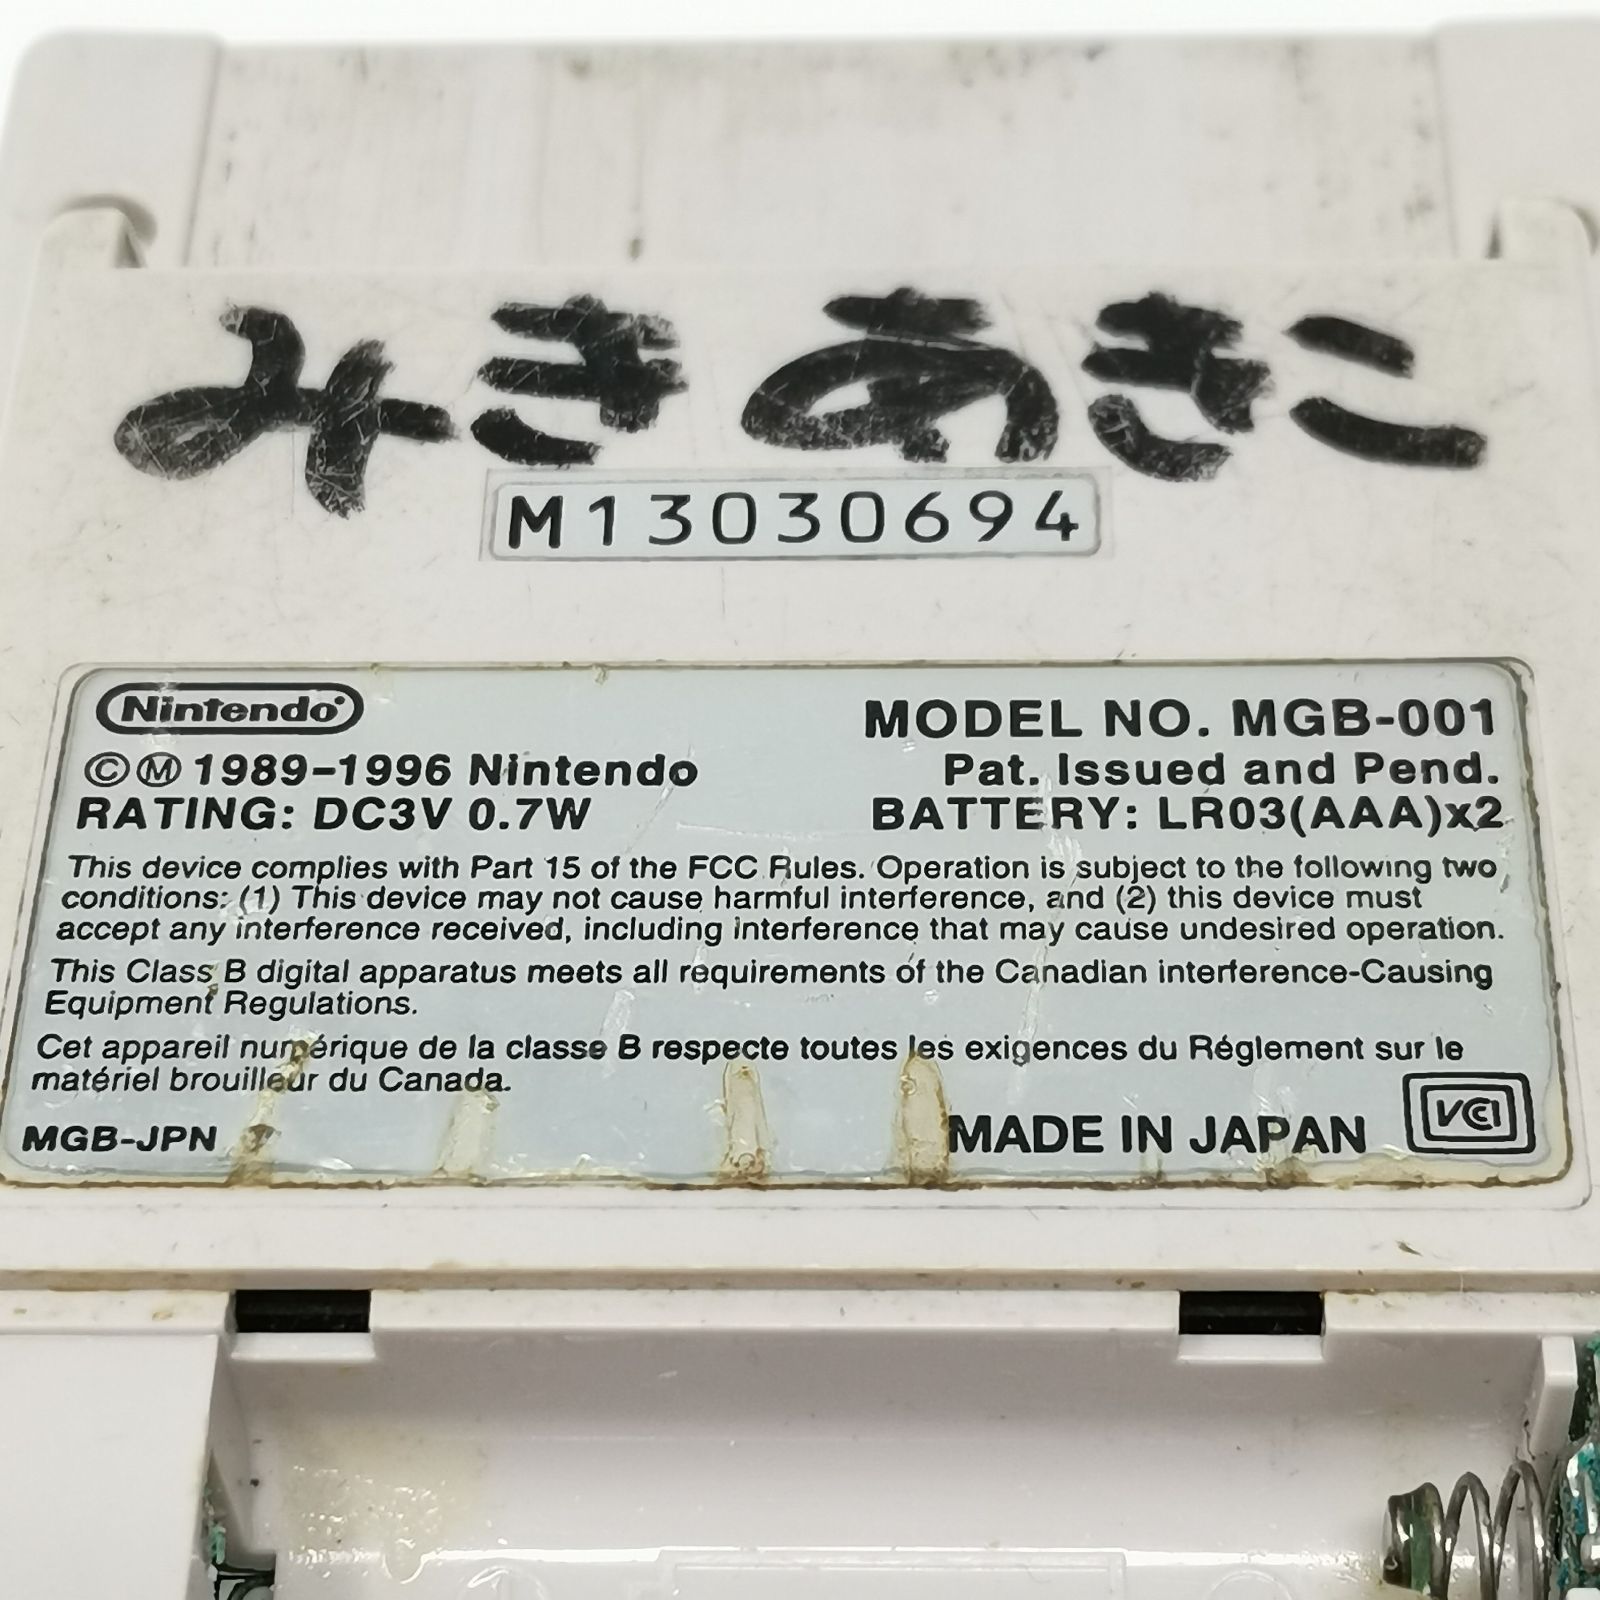 みき あきこ
M13030694
Nintendo
MODEL NO. MGB-001
©Ⓜ1989-1996 Nintendo
Pat. Issued and Pend.
RATING: DC3V 0.7W
BATTERY: LR03(AAA)x2
This device complies with Part 15 of the FCC Rules. Operation is subject to the following two
conditions: (1) This device may not cause harmful interference, and (2) this device must
accept any interference received, including interference that may cause undesired operation.
This Class B digital apparatus meets all requirements of the Canadian interference-Causing
Equipment Regulations.
Cet appareil numérique de la classe B respecte toutes les exigences du Réglement sur le
matériel brouilleur du Canada.
MGB-JPN
MADE IN JAPAN
VCI